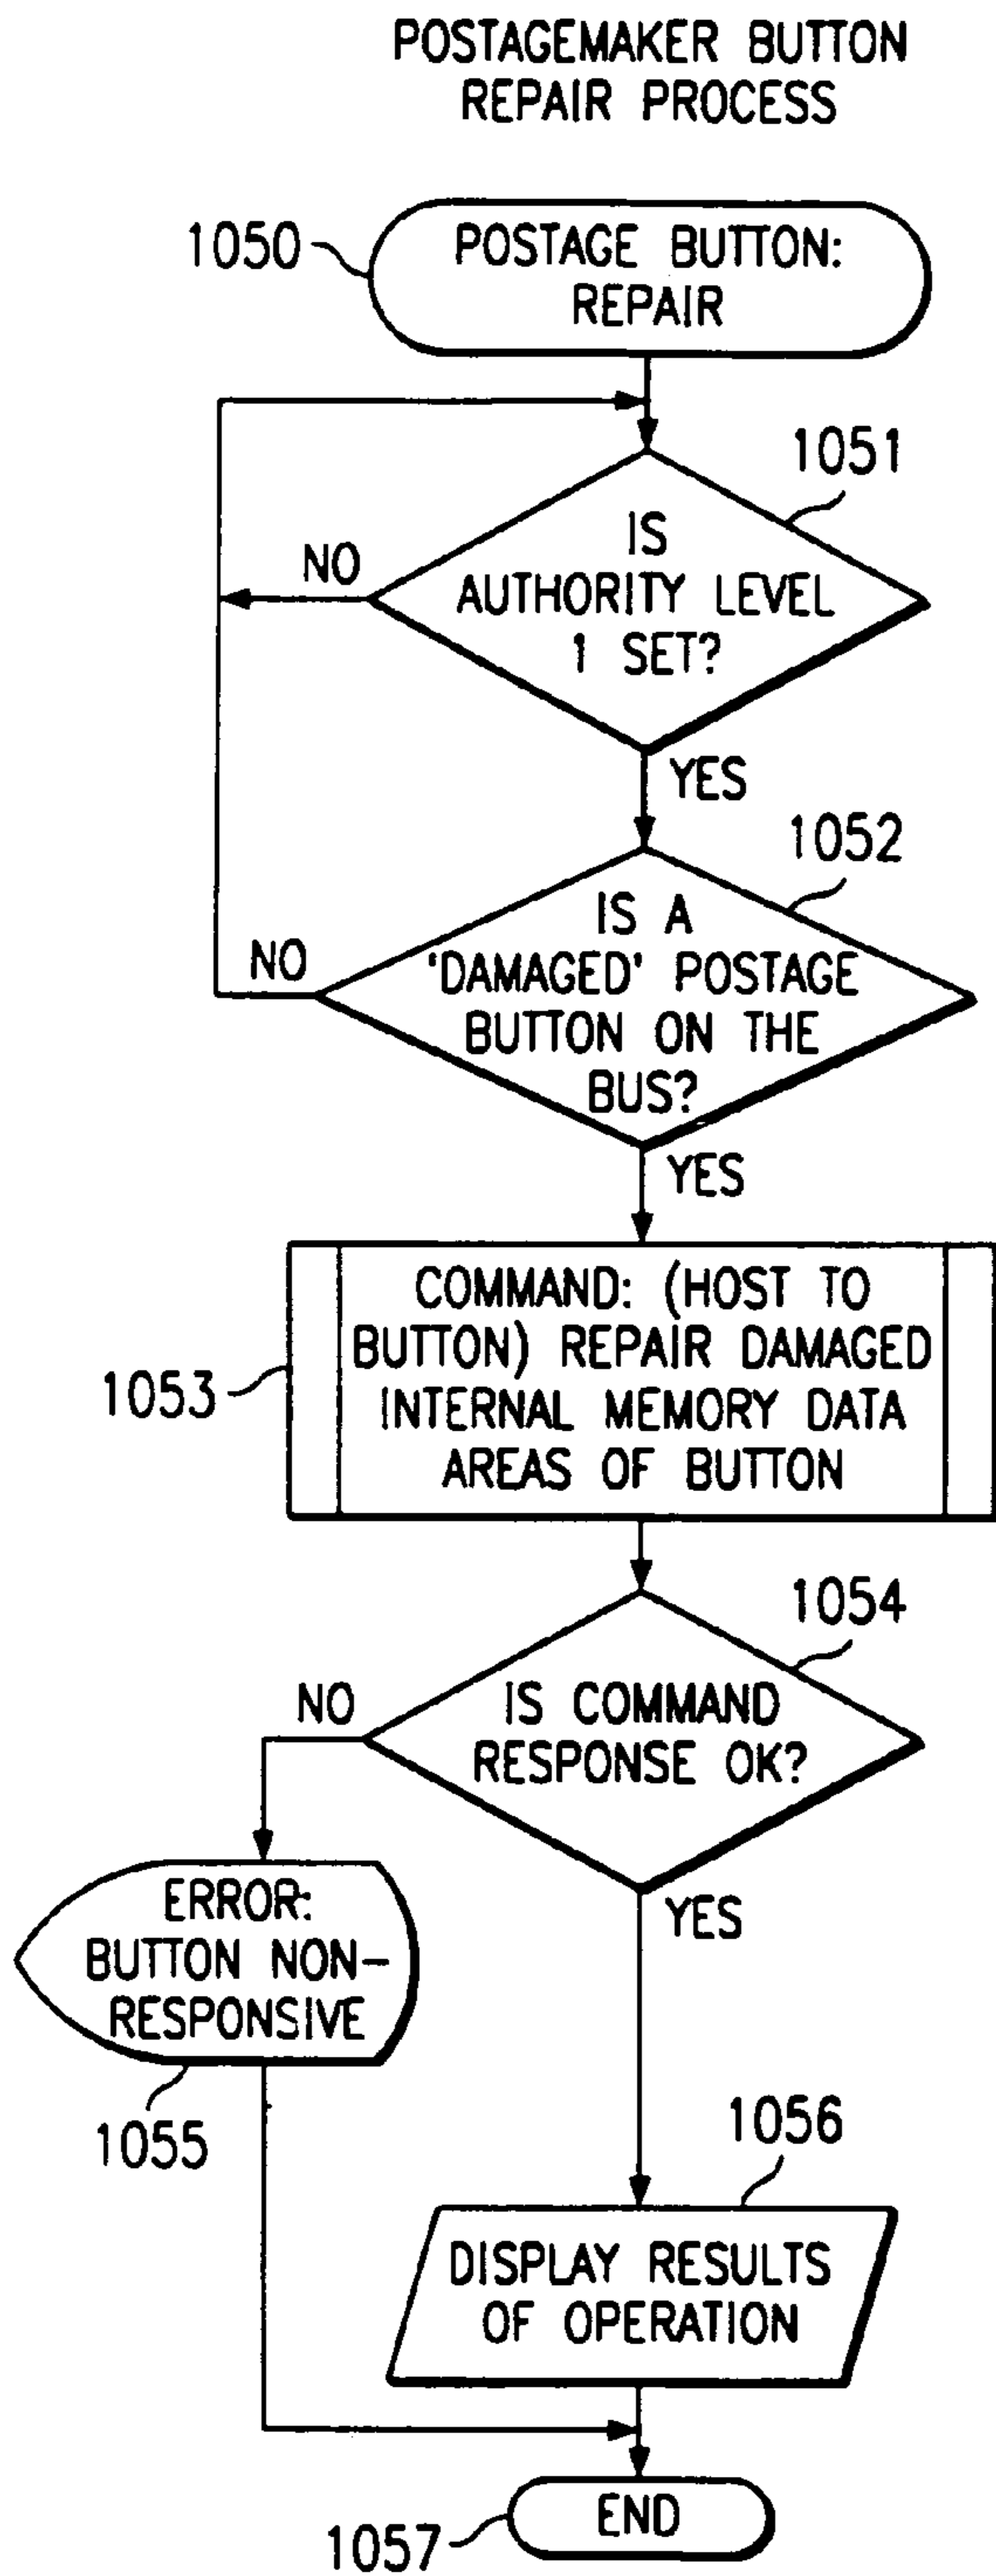 POSTAGEMAKER BUTTON
REPAIR PROCESS
1050
POSTAGE BUTTON:
REPAIR
1051
IS
AUTHORITY LEVEL
1 SET?
NO
YES
1052
IS A
'DAMAGED' POSTAGE
BUTTON ON THE
BUS?
NO
YES
1053
COMMAND: (HOST TO
BUTTON) REPAIR DAMAGED
INTERNAL MEMORY DATA
AREAS OF BUTTON
1054
IS COMMAND
RESPONSE OK?
NO
YES
ERROR:
BUTTON NON-
RESPONSIVE
1055
1056
DISPLAY RESULTS
OF OPERATION
END
1057